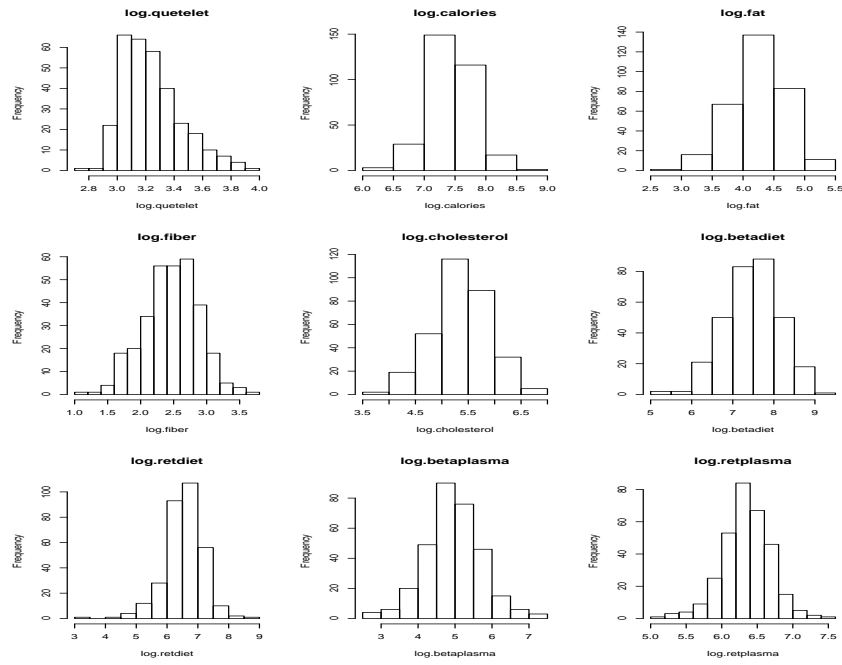 log.quetelet
Frequency
0 10 20 30 40 50 60
2.8 3.0 3.2 3.4 3.6 3.8 4.0
log.quetelet
log.calories
Frequency
0 50 100 150
6.0 6.5 7.0 7.5 8.0 8.5 9.0
log.calories
log.fat
Frequency
0 20 40 60 80 100 120 140
2.5 3.0 3.5 4.0 4.5 5.0 5.5
log.fat
log.fiber
Frequency
0 10 20 30 40 50 60
1.0 1.5 2.0 2.5 3.0 3.5
log.fiber
log.cholesterol
Frequency
0 20 40 60 80 100 120
3.5 4.5 5.5 6.5
log.cholesterol
log.betadiet
Frequency
0 20 40 60 80
5 6 7 8 9
log.betadiet
log.retdiet
Frequency
0 20 40 60 80 100
3 4 5 6 7 8 9
log.retdiet
log.betaplasma
Frequency
0 20 40 60 80
3 4 5 6 7
log.betaplasma
log.retplasma
Frequency
0 20 40 60 80
5.0 5.5 6.0 6.5 7.0 7.5
log.retplasma